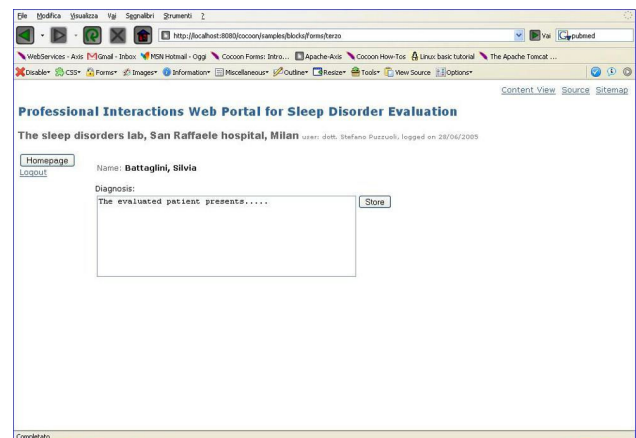 File Modifica Visualizza Vai Segnalibri Strumenti ?
http://localhost:8080/cocoon/samples/blocks/forms/terzo Vai pubmed
WebServices - Axis Gmail - Inbox MSN Hotmail - Oggi Cocoon Forms: Intro... Apache-Axis Cocoon How-Tos Linux basic tutorial The Apache Tomcat ...
Disable CSS Forms Images Information Miscellaneous Outline Resize Tools View Source Options
Content View Source Sitemap
Professional Interactions Web Portal for Sleep Disorder Evaluation
The sleep disorders lab, San Raffaele hospital, Milan user: dott. Stefano Puzzuoli, logged on 28/06/2005
Homepage
Logout
Name: Battaglini, Silvia
Diagnosis:
The evaluated patient presents.....
Store
Completato